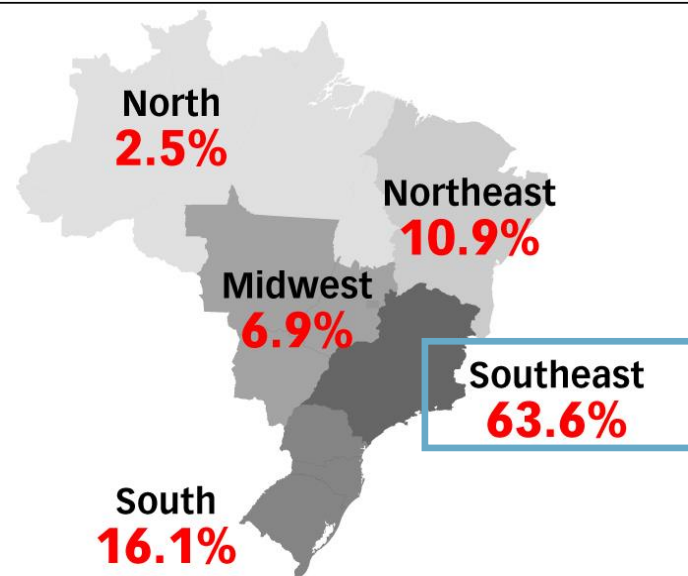 North
2.5%
Northeast
10.9%
Midwest
6.9%
Southeast
63.6%
South
16.1%